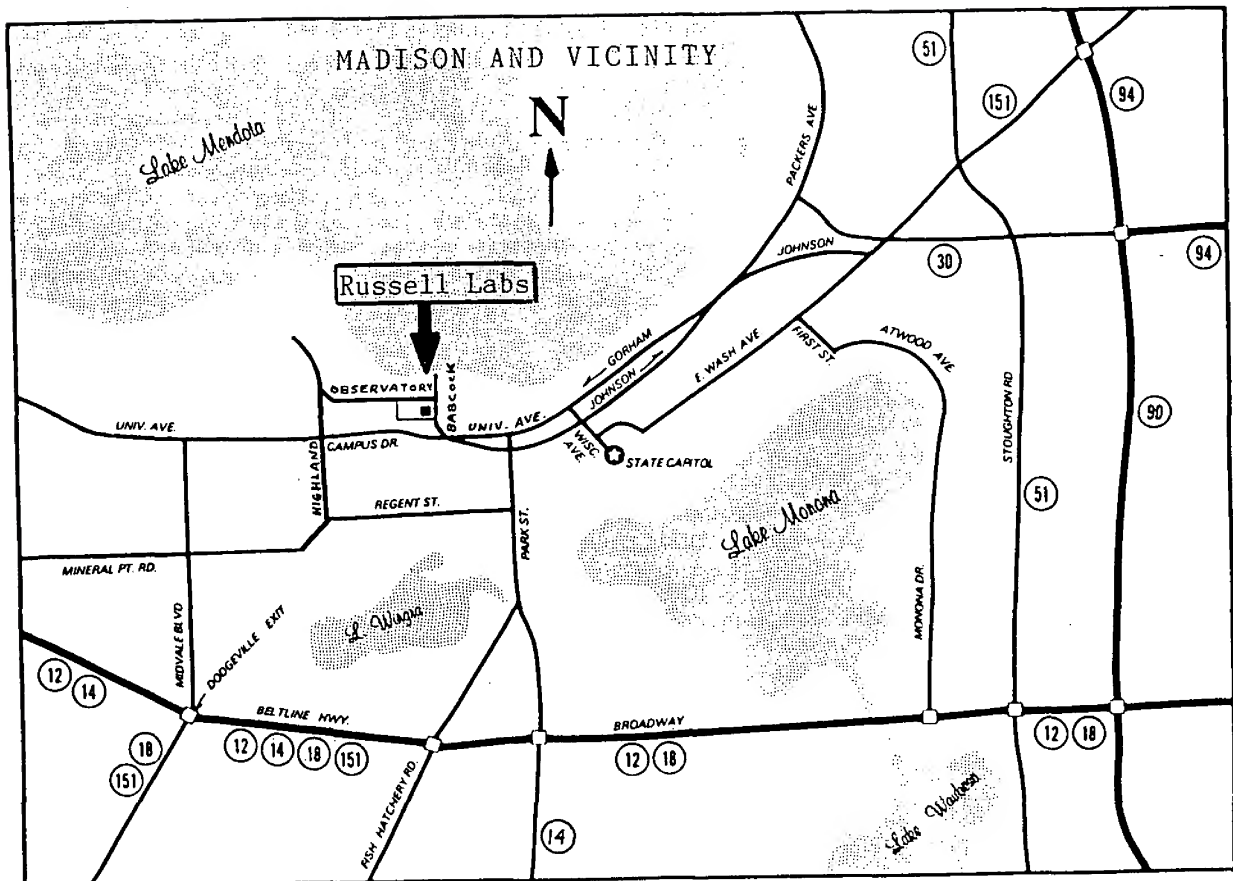 MADISON AND VICINITY
N
Lake Mendota
Russell Labs
51
151
94
PACKERS AVE
JOHNSON
30
94
GORHAM
JOHNSON
E. WASH AVE
FIRST ST.
ATWOOD AVE
OBSERVATORY
BABCOCK
UNIV. AVE.
UNIV. AVE.
CAMPUS DR.
HIGHLAND
WISC. AVE.
STATE CAPITOL
STOUGHTON RD
90
REGENT ST.
PARK ST.
Lake Monona
51
MINERAL PT. RD.
MIDVALE BLVD
DODGEVILLE EXIT
L. Wingra
MONONA DR.
12
14
BELTLINE HWY.
BROADWAY
18
151
12
14
18
151
12
18
12
18
FISH HATCHERY RD.
14
Lake Waubesa